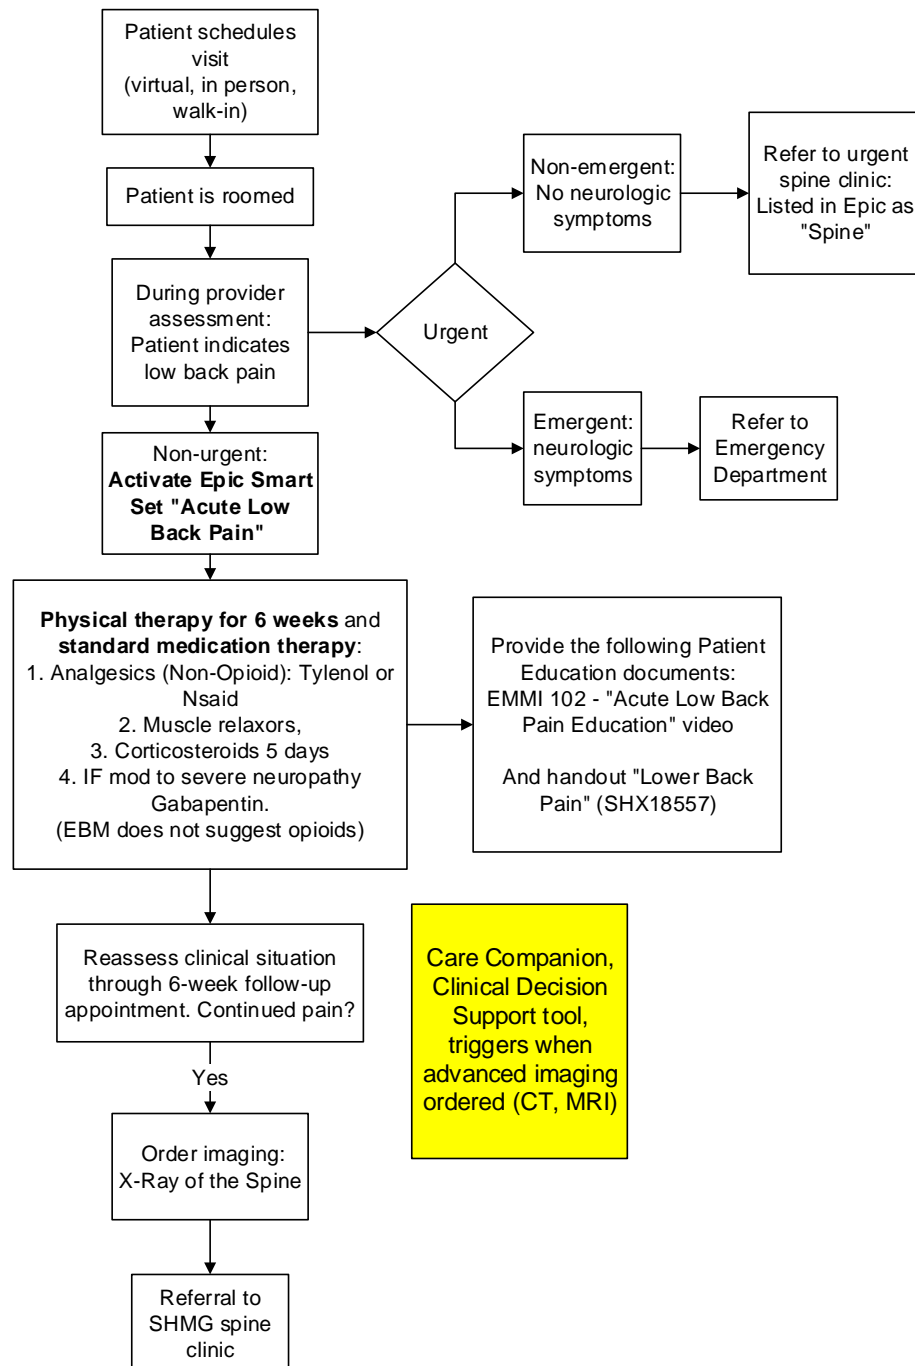 Patient schedules
visit
(virtual, in person,
walk-in)
Patient is roomed
During provider
assessment:
Patient indicates
low back pain
Urgent
Non-emergent:
No neurologic
symptoms
Refer to urgent
spine clinic:
Listed in Epic as
"Spine"
Emergent:
neurologic
symptoms
Refer to
Emergency
Department
Non-urgent:
Activate Epic Smart
Set "Acute Low
Back Pain"
Physical therapy for 6 weeks and
standard medication therapy:
1. Analgesics (Non-Opioid): Tylenol or
Nsaid
2. Muscle relaxors,
3. Corticosteroids 5 days
4. IF mod to severe neuropathy
Gabapentin.
(EBM does not suggest opioids)
Provide the following Patient
Education documents:
EMMI 102 - "Acute Low Back
Pain Education" video
And handout "Lower Back
Pain" (SHX18557)
Reassess clinical situation
through 6-week follow-up
appointment. Continued pain?
Yes
Order imaging:
X-Ray of the Spine
Referral to
SHMG spine
clinic
Care Companion,
Clinical Decision
Support tool,
triggers when
advanced imaging
ordered (CT, MRI)